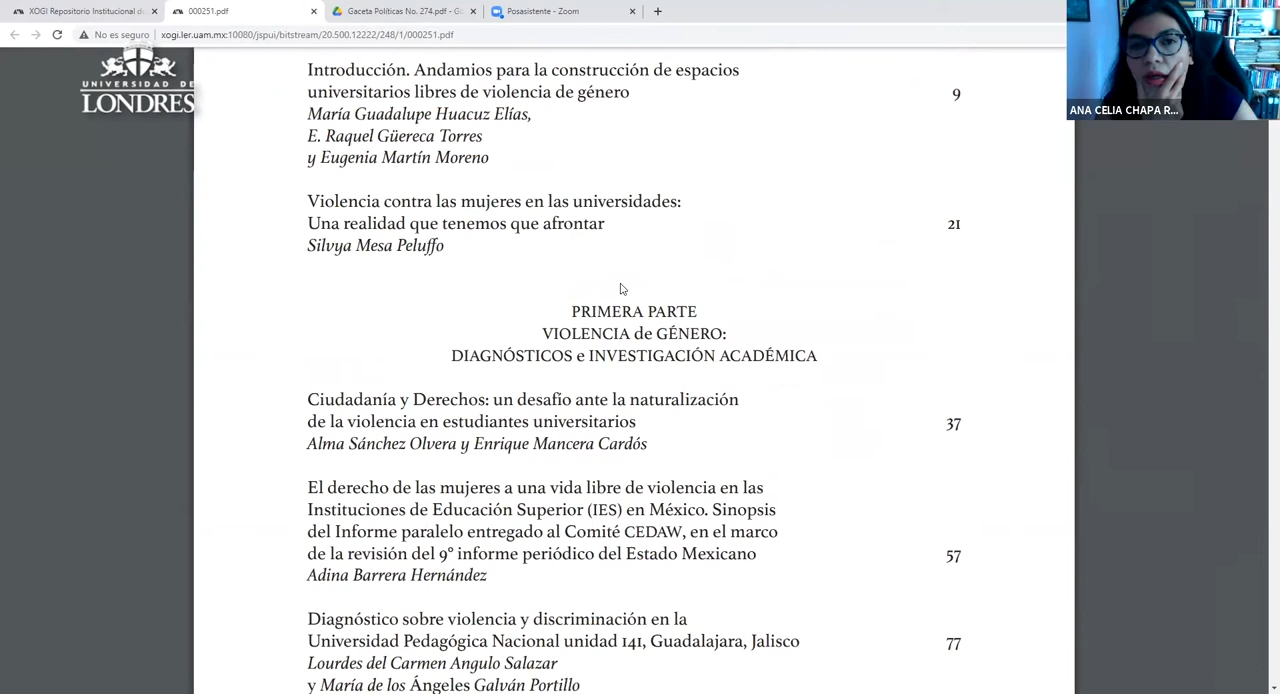 XOGI Repositorio Institucional de
000251.pdf
Gaceta Políticas No. 274.pdf - Go
Posasistente - Zoom
No es seguro
xogi.ler.uam.mx:10080/jspui/bitstream/20.500.12222/248/1/000251.pdf
UNIVERSIDAD DE
LONDRES
ANA CELIA CHAPA R...
Introducción. Andamios para la construcción de espacios
universitarios libres de violencia de género 9
María Guadalupe Huacuz Elías,
E. Raquel Güereca Torres
y Eugenia Martín Moreno
Violencia contra las mujeres en las universidades:
Una realidad que tenemos que afrontar 21
Silvya Mesa Peluffo
PRIMERA PARTE
VIOLENCIA de GÉNERO:
DIAGNÓSTICOS e INVESTIGACIÓN ACADÉMICA
Ciudadanía y Derechos: un desafío ante la naturalización
de la violencia en estudiantes universitarios 37
Alma Sánchez Olvera y Enrique Mancera Cardós
El derecho de las mujeres a una vida libre de violencia en las
Instituciones de Educación Superior (IES) en México. Sinopsis
del Informe paralelo entregado al Comité CEDAW, en el marco
de la revisión del 9° informe periódico del Estado Mexicano 57
Adina Barrera Hernández
Diagnóstico sobre violencia y discriminación en la
Universidad Pedagógica Nacional unidad 141, Guadalajara, Jalisco 77
Lourdes del Carmen Angulo Salazar
y María de los Ángeles Galván Portillo